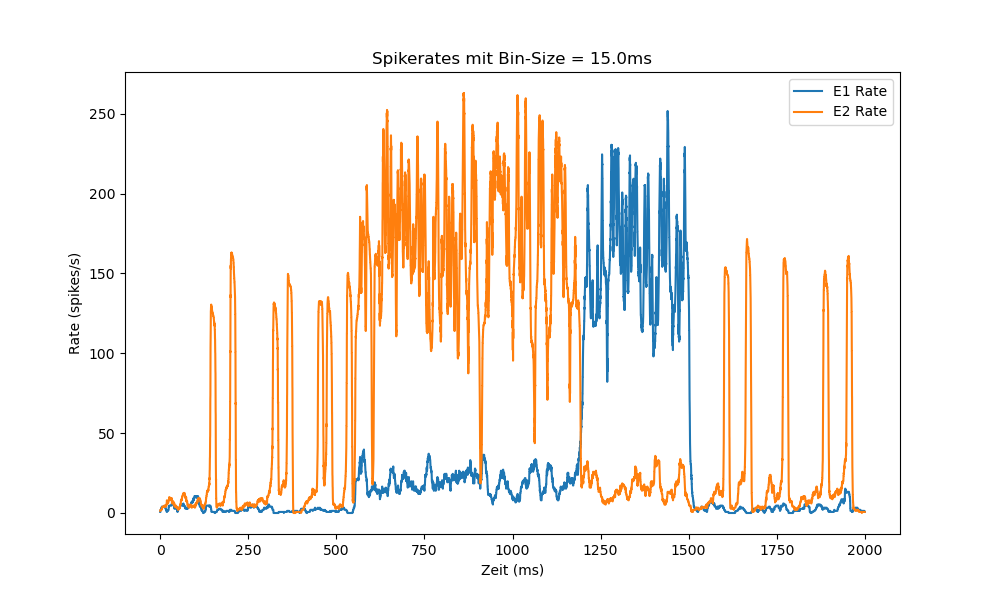 Spikerates mit Bin-Size = 15.0ms
E1 Rate
E2 Rate
250
200
150
100
50
0
Rate (spikes/s)
0 250 500 750 1000 1250 1500 1750 2000
Zeit (ms)